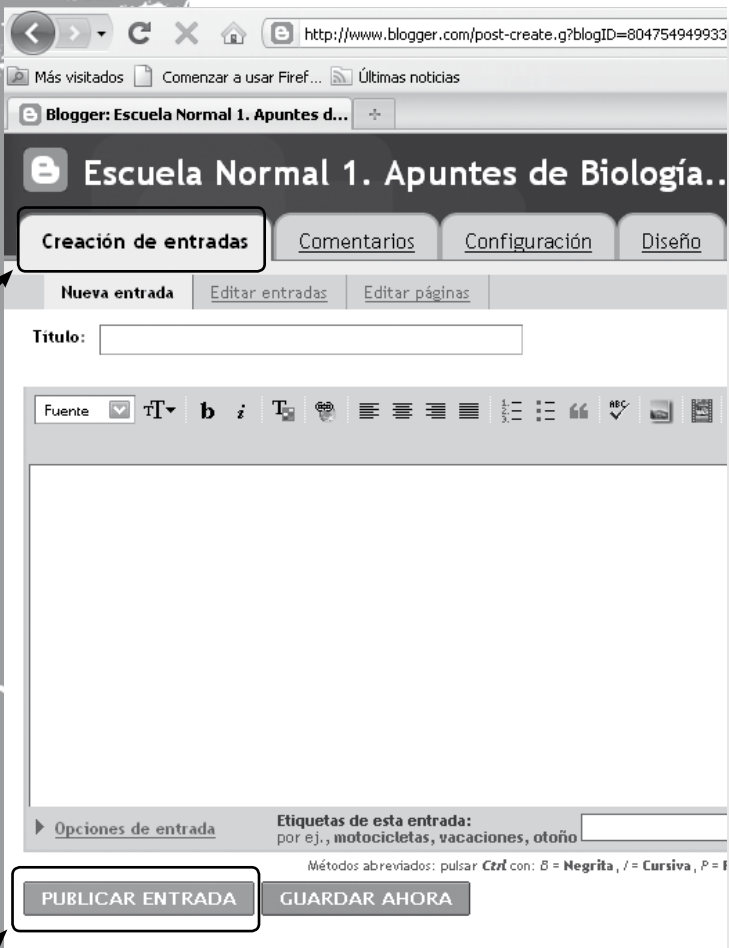 http://www.blogger.com/post-create.g?blogID=804754949933
Más visitados Comenzar a usar Firef... Últimas noticias
Blogger: Escuela Normal 1. Apuntes d...
Escuela Normal 1. Apuntes de Biología..
Creación de entradas Comentarios Configuración Diseño
Nueva entrada Editar entradas Editar páginas
Título:
Fuente
Opciones de entrada Etiquetas de esta entrada:
por ej., motocicletas, vacaciones, otoño
Métodos abreviados: pulsar Ctrl con: B = Negrita, I = Cursiva, P =
PUBLICAR ENTRADA GUARDAR AHORA